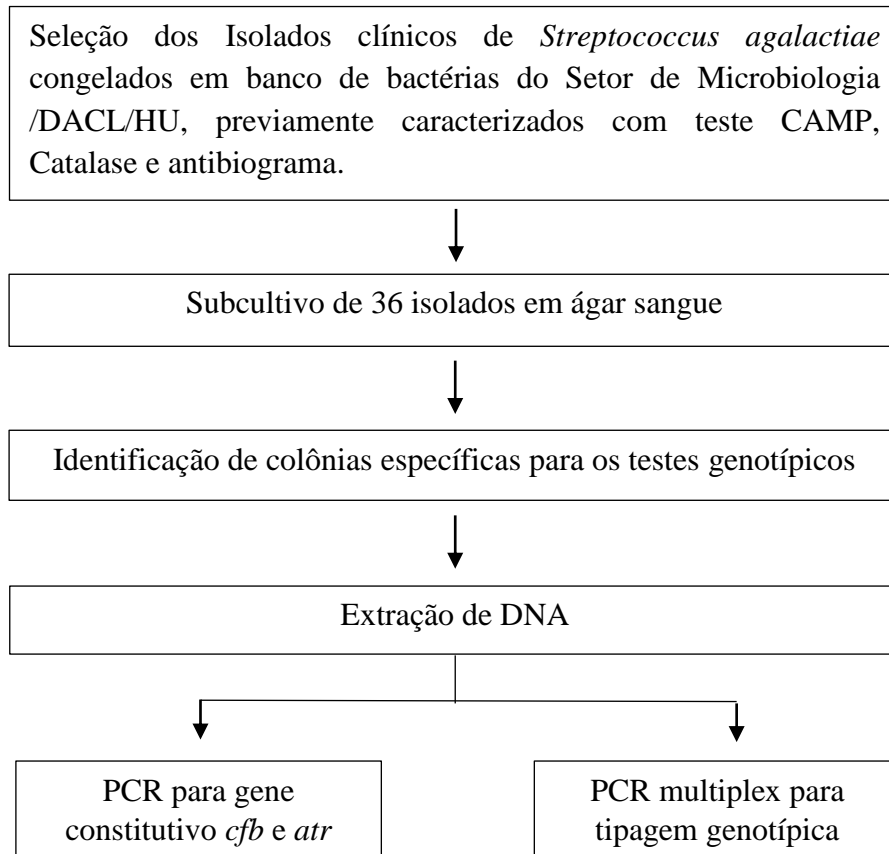 Seleção dos Isolados clínicos de Streptococcus agalactiae
congelados em banco de bactérias do Setor de Microbiologia
/DACL/HU, previamente caracterizados com teste CAMP,
Catalase e antibiograma.
Subcultivo de 36 isolados em ágar sangue
Identificação de colônias específicas para os testes genotípicos
Extração de DNA
PCR para gene
constitutivo cfb e atr
PCR multiplex para
tipagem genotípica